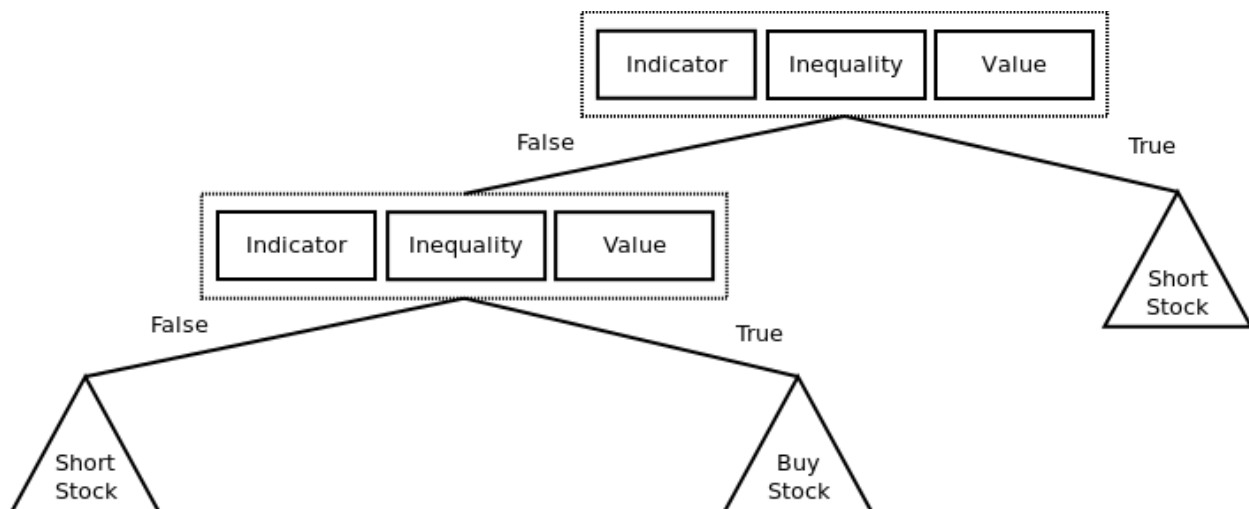 Indicator Inequality Value
False
True
Indicator Inequality Value
Short
Stock
False
True
Short
Stock
Buy
Stock